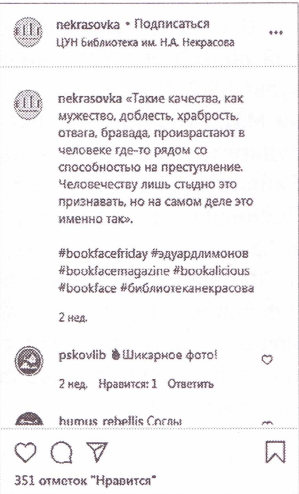 nekrasovka • Подписаться
ЦУН Библиотека им. Н.А. Некрасова
nekrasovka «Такие качества, как
мужество, доблесть, храбрость,
отвага, бравада, произрастают в
человеке где-то рядом со
способностью на преступление.
Человечеству лишь стыдно это
признавать, но на самом деле это
именно так».
#bookfacefriday #эдуардлимонов
#bookfacemagazine #bookalicious
#bookface #библиотеканекрасова
2 нед.
pskovlib Шикарное фото!
2 нед. Нравится: 1 Ответить
humus_rebellis
351 отметок "Нравится"